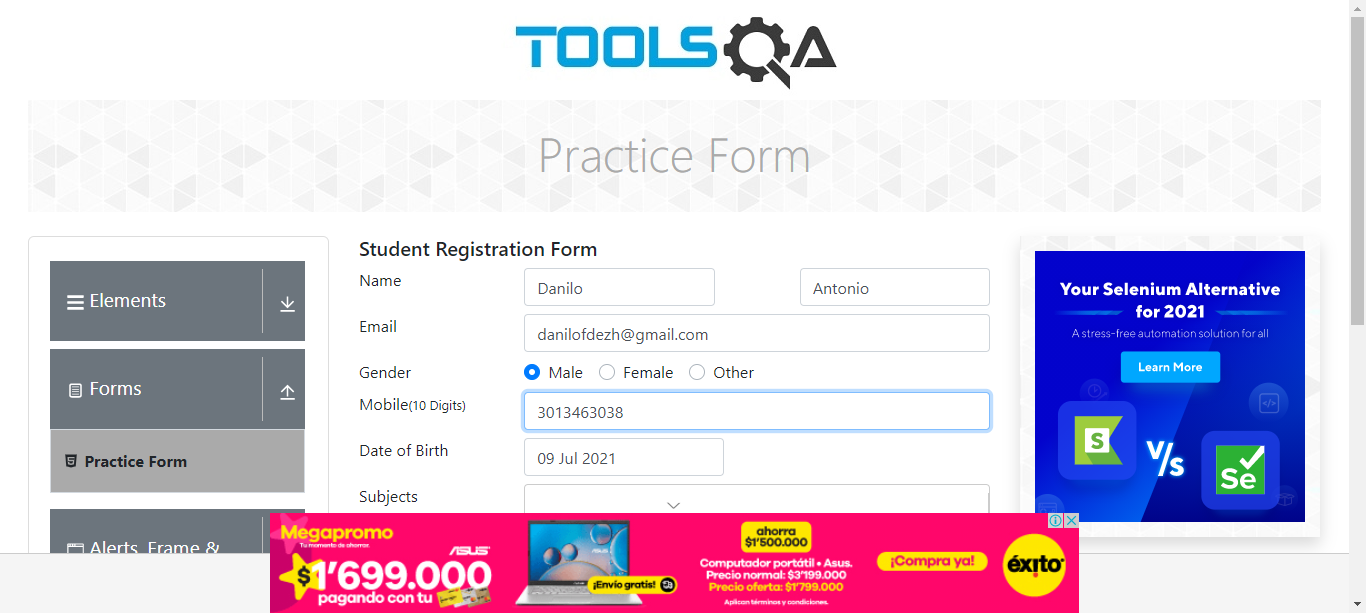 TOOLSQA
Practice Form
Elements
Forms
Practice Form
Alerts, Frame &
Student Registration Form
Name
Danilo
Antonio
Email
danilofdezh@gmail.com
Gender
Male
Female
Other
Mobile(10 Digits)
3013463038
Date of Birth
09 Jul 2021
Subjects
Your Selenium Alternative
for 2021
A stress-free automation solution for all
Learn More
S
V/s
Se
Megapromo
Tu momento de ahorrar.
$1'699.000
pagando con tu
ASUS
¡Envío gratis!
ahorra
$1'500.000
Computador portátil • Asus.
Precio normal: $3'199.000
Precio oferta: $1'799.000
Aplican términos y condiciones.
¡Compra ya!
éxito